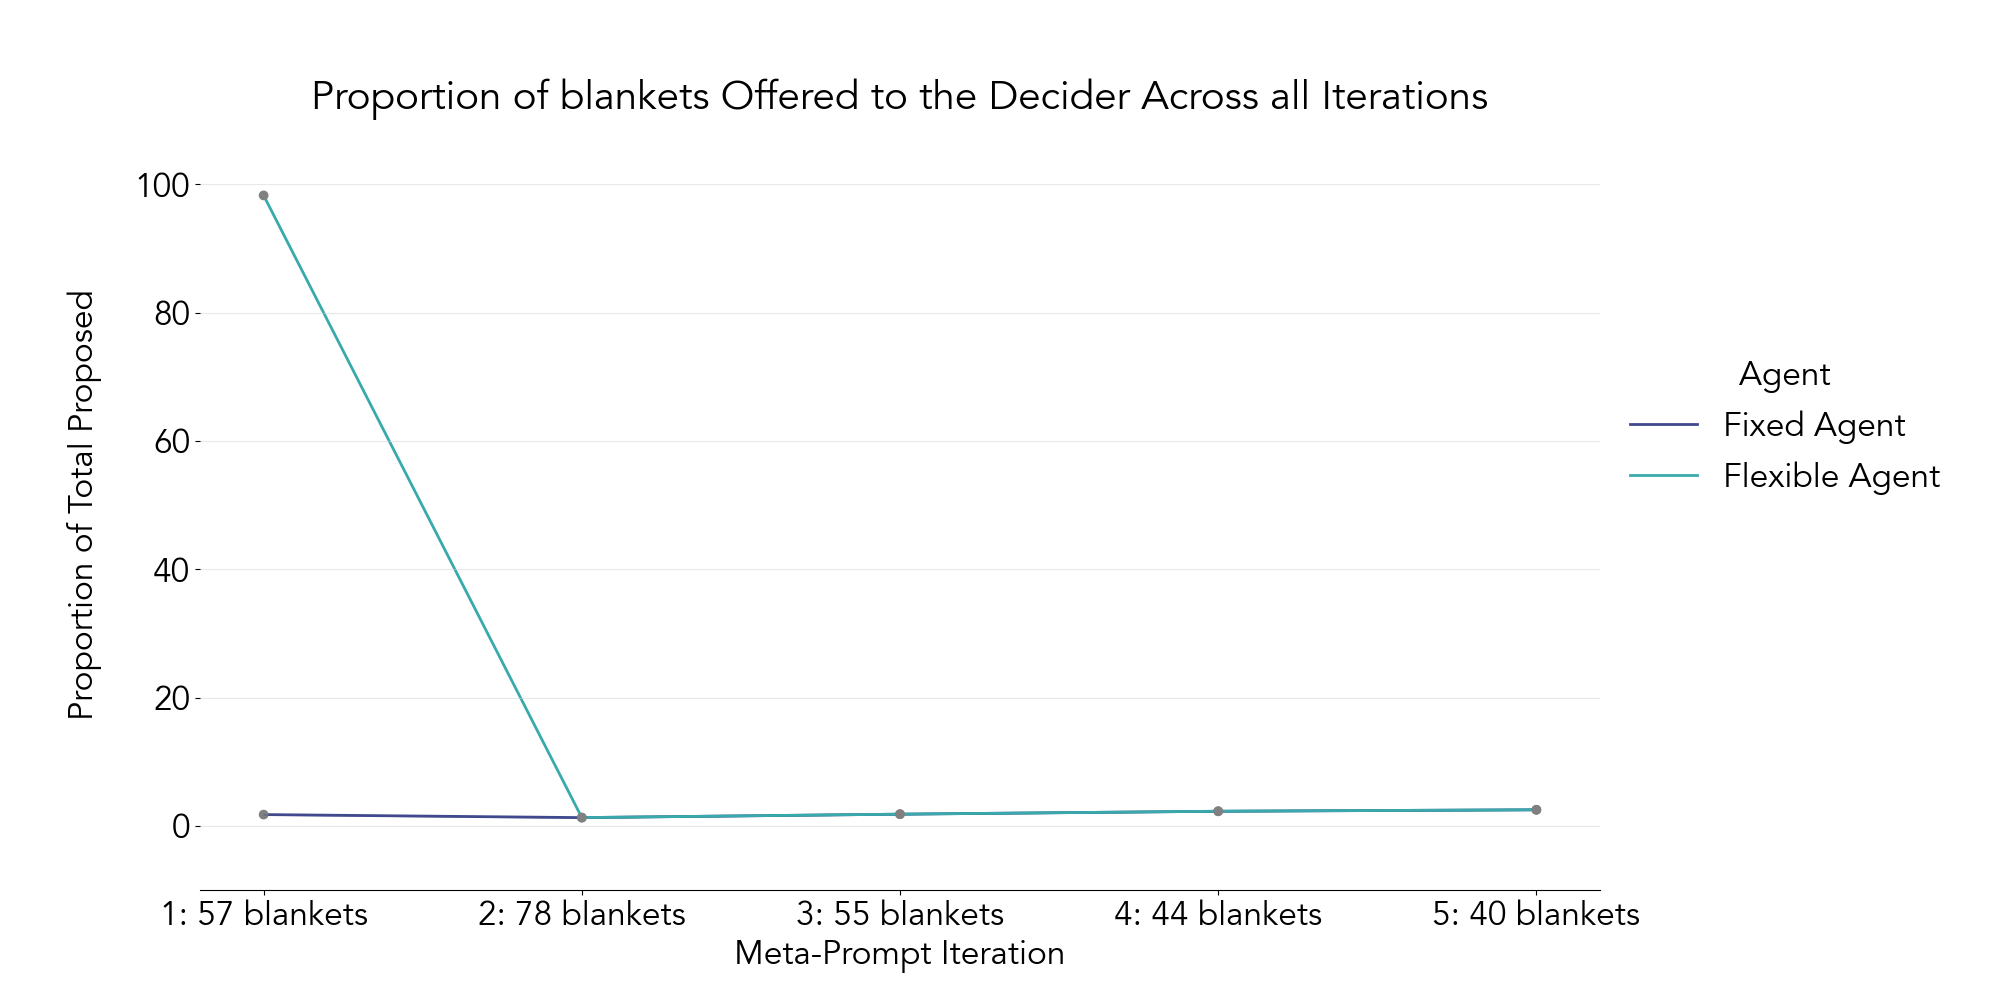 Proportion of blankets Offered to the Decider Across all Iterations
Proportion of Total Proposed
100
80
60
40
20
0
1: 57 blankets
2: 78 blankets
3: 55 blankets
4: 44 blankets
5: 40 blankets
Meta-Prompt Iteration
Agent
Fixed Agent
Flexible Agent